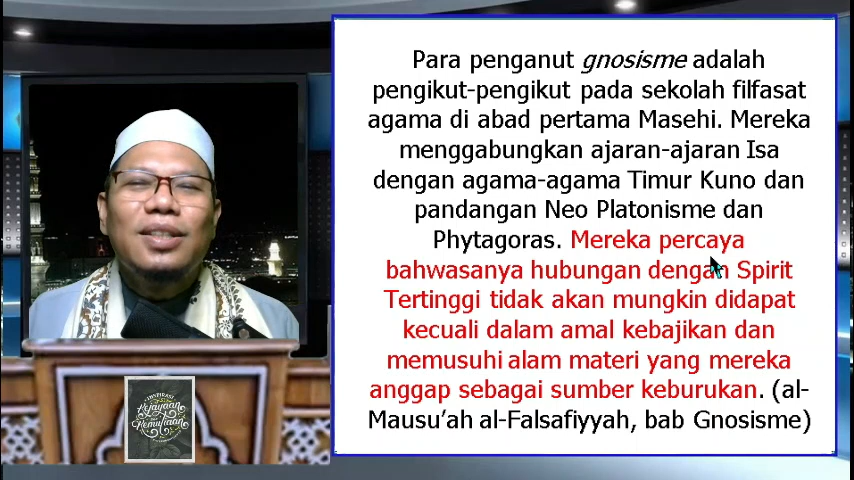 Para penganut gnosisme adalah
pengikut-pengikut pada sekolah filfasat
agama di abad pertama Masehi. Mereka
menggabungkan ajaran-ajaran Isa
dengan agama-agama Timur Kuno dan
pandangan Neo Platonisme dan
Phytagoras. Mereka percaya
bahwasanya hubungan dengan Spirit
Tertinggi tidak akan mungkin didapat
kecuali dalam amal kebajikan dan
memusuhi alam materi yang mereka
anggap sebagai sumber keburukan. (al-
Mausu'ah al-Falsafiyyah, bab Gnosisme)
INSPIRASI
Kejayaan
Kemuliaan